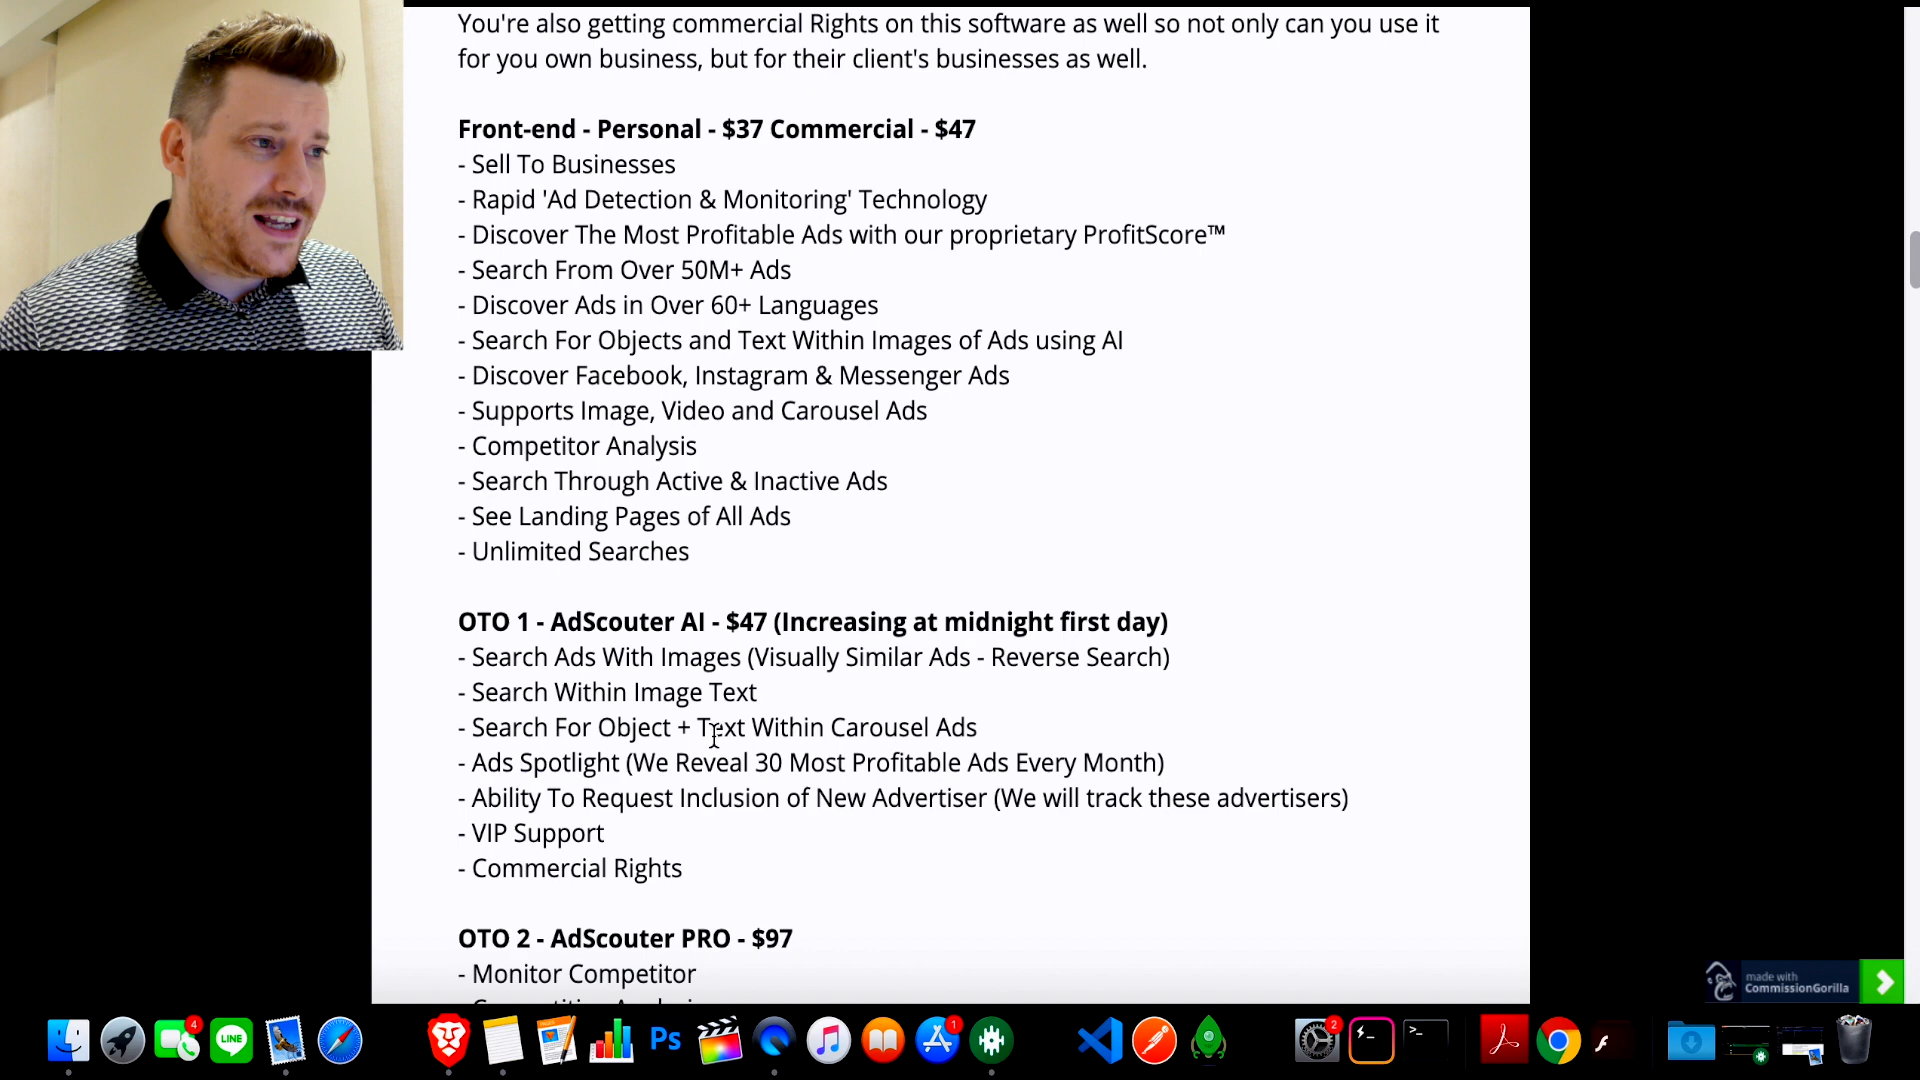 You're also getting commercial Rights on this software as well so not only can you use it
for you own business, but for their client's businesses as well.
Front-end - Personal - $37 Commercial - $47
- Sell To Businesses
- Rapid 'Ad Detection & Monitoring' Technology
- Discover The Most Profitable Ads with our proprietary ProfitScore™
- Search From Over 50M+ Ads
- Discover Ads in Over 60+ Languages
- Search For Objects and Text Within Images of Ads using AI
- Discover Facebook, Instagram & Messenger Ads
- Supports Image, Video and Carousel Ads
- Competitor Analysis
- Search Through Active & Inactive Ads
- See Landing Pages of All Ads
- Unlimited Searches
OTO 1 - AdScouter AI - $47 (Increasing at midnight first day)
- Search Ads With Images (Visually Similar Ads - Reverse Search)
- Search Within Image Text
- Search For Object + Text Within Carousel Ads
- Ads Spotlight (We Reveal 30 Most Profitable Ads Every Month)
- Ability To Request Inclusion of New Advertiser (We will track these advertisers)
- VIP Support
- Commercial Rights
OTO 2 - AdScouter PRO - $97
- Monitor Competitor
made with
CommissionGorilla
4
LINE
Ps
1
2